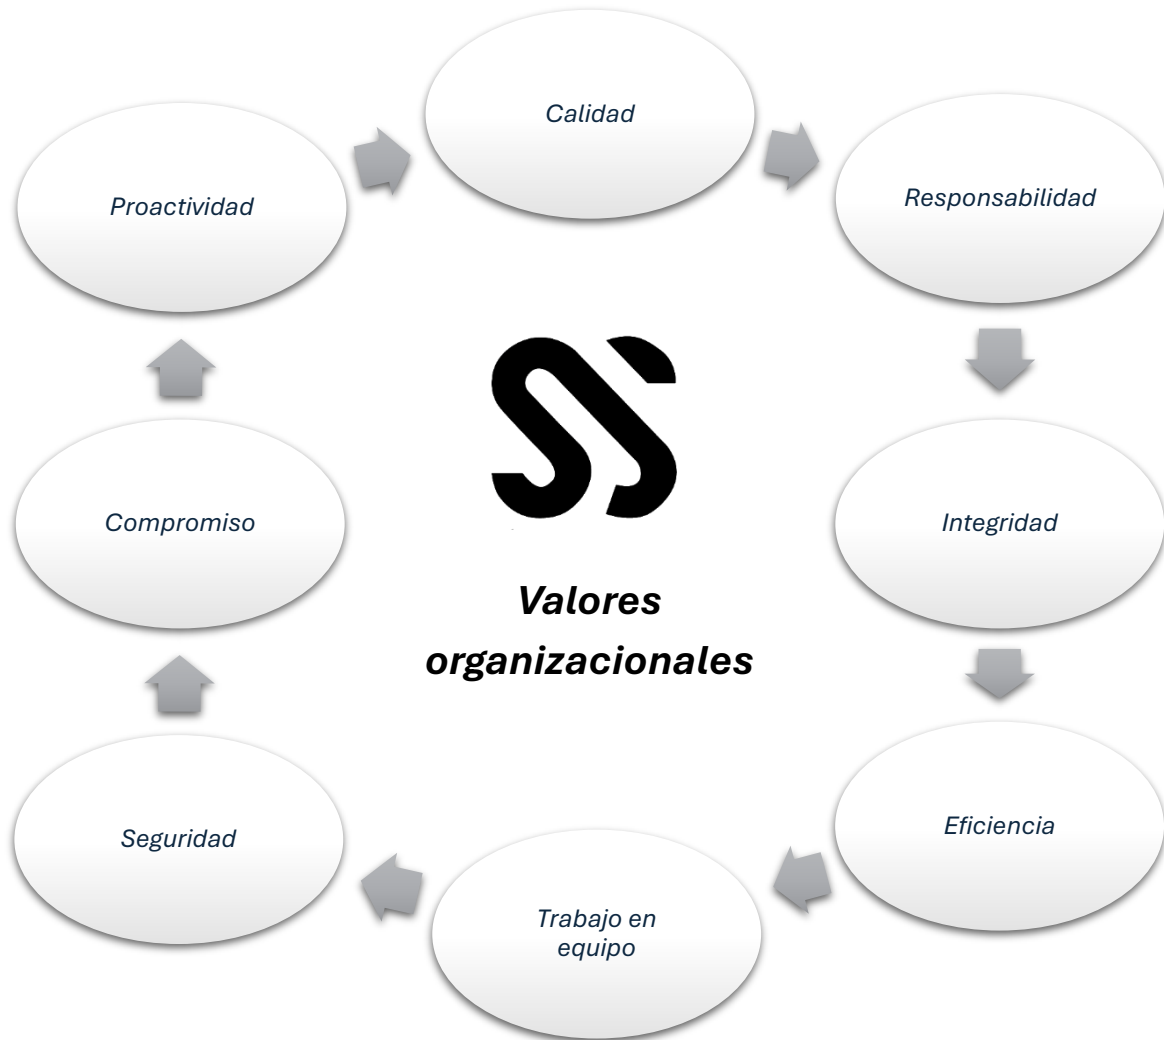 Calidad
Responsabilidad
Integridad
Eficiencia
Trabajo en
equipo
Seguridad
Compromiso
Proactividad
Valores
organizacionales